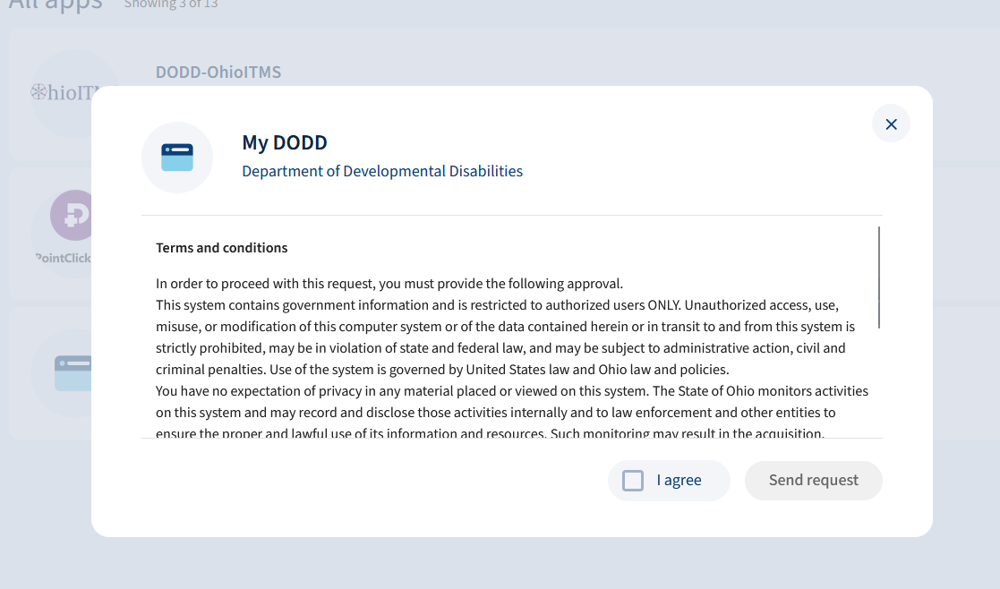 All apps Showing 3 of 13
DODD-OhioITMS
hioIT
My DODD
Department of Developmental Disabilities
PointClick
Terms and conditions
In order to proceed with this request, you must provide the following approval.
This system contains government information and is restricted to authorized users ONLY. Unauthorized access, use,
misuse, or modification of this computer system or of the data contained herein or in transit to and from this system is
strictly prohibited, may be in violation of state and federal law, and may be subject to administrative action, civil and
criminal penalties. Use of the system is governed by United States law and Ohio law and policies.
You have no expectation of privacy in any material placed or viewed on this system. The State of Ohio monitors activities
on this system and may record and disclose those activities internally and to law enforcement and other entities to
ensure the proper and lawful use of its information and resources. Such monitoring may result in the acquisition,
I agree
Send request